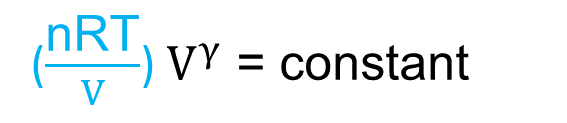 (nRT/V) V^γ = constant